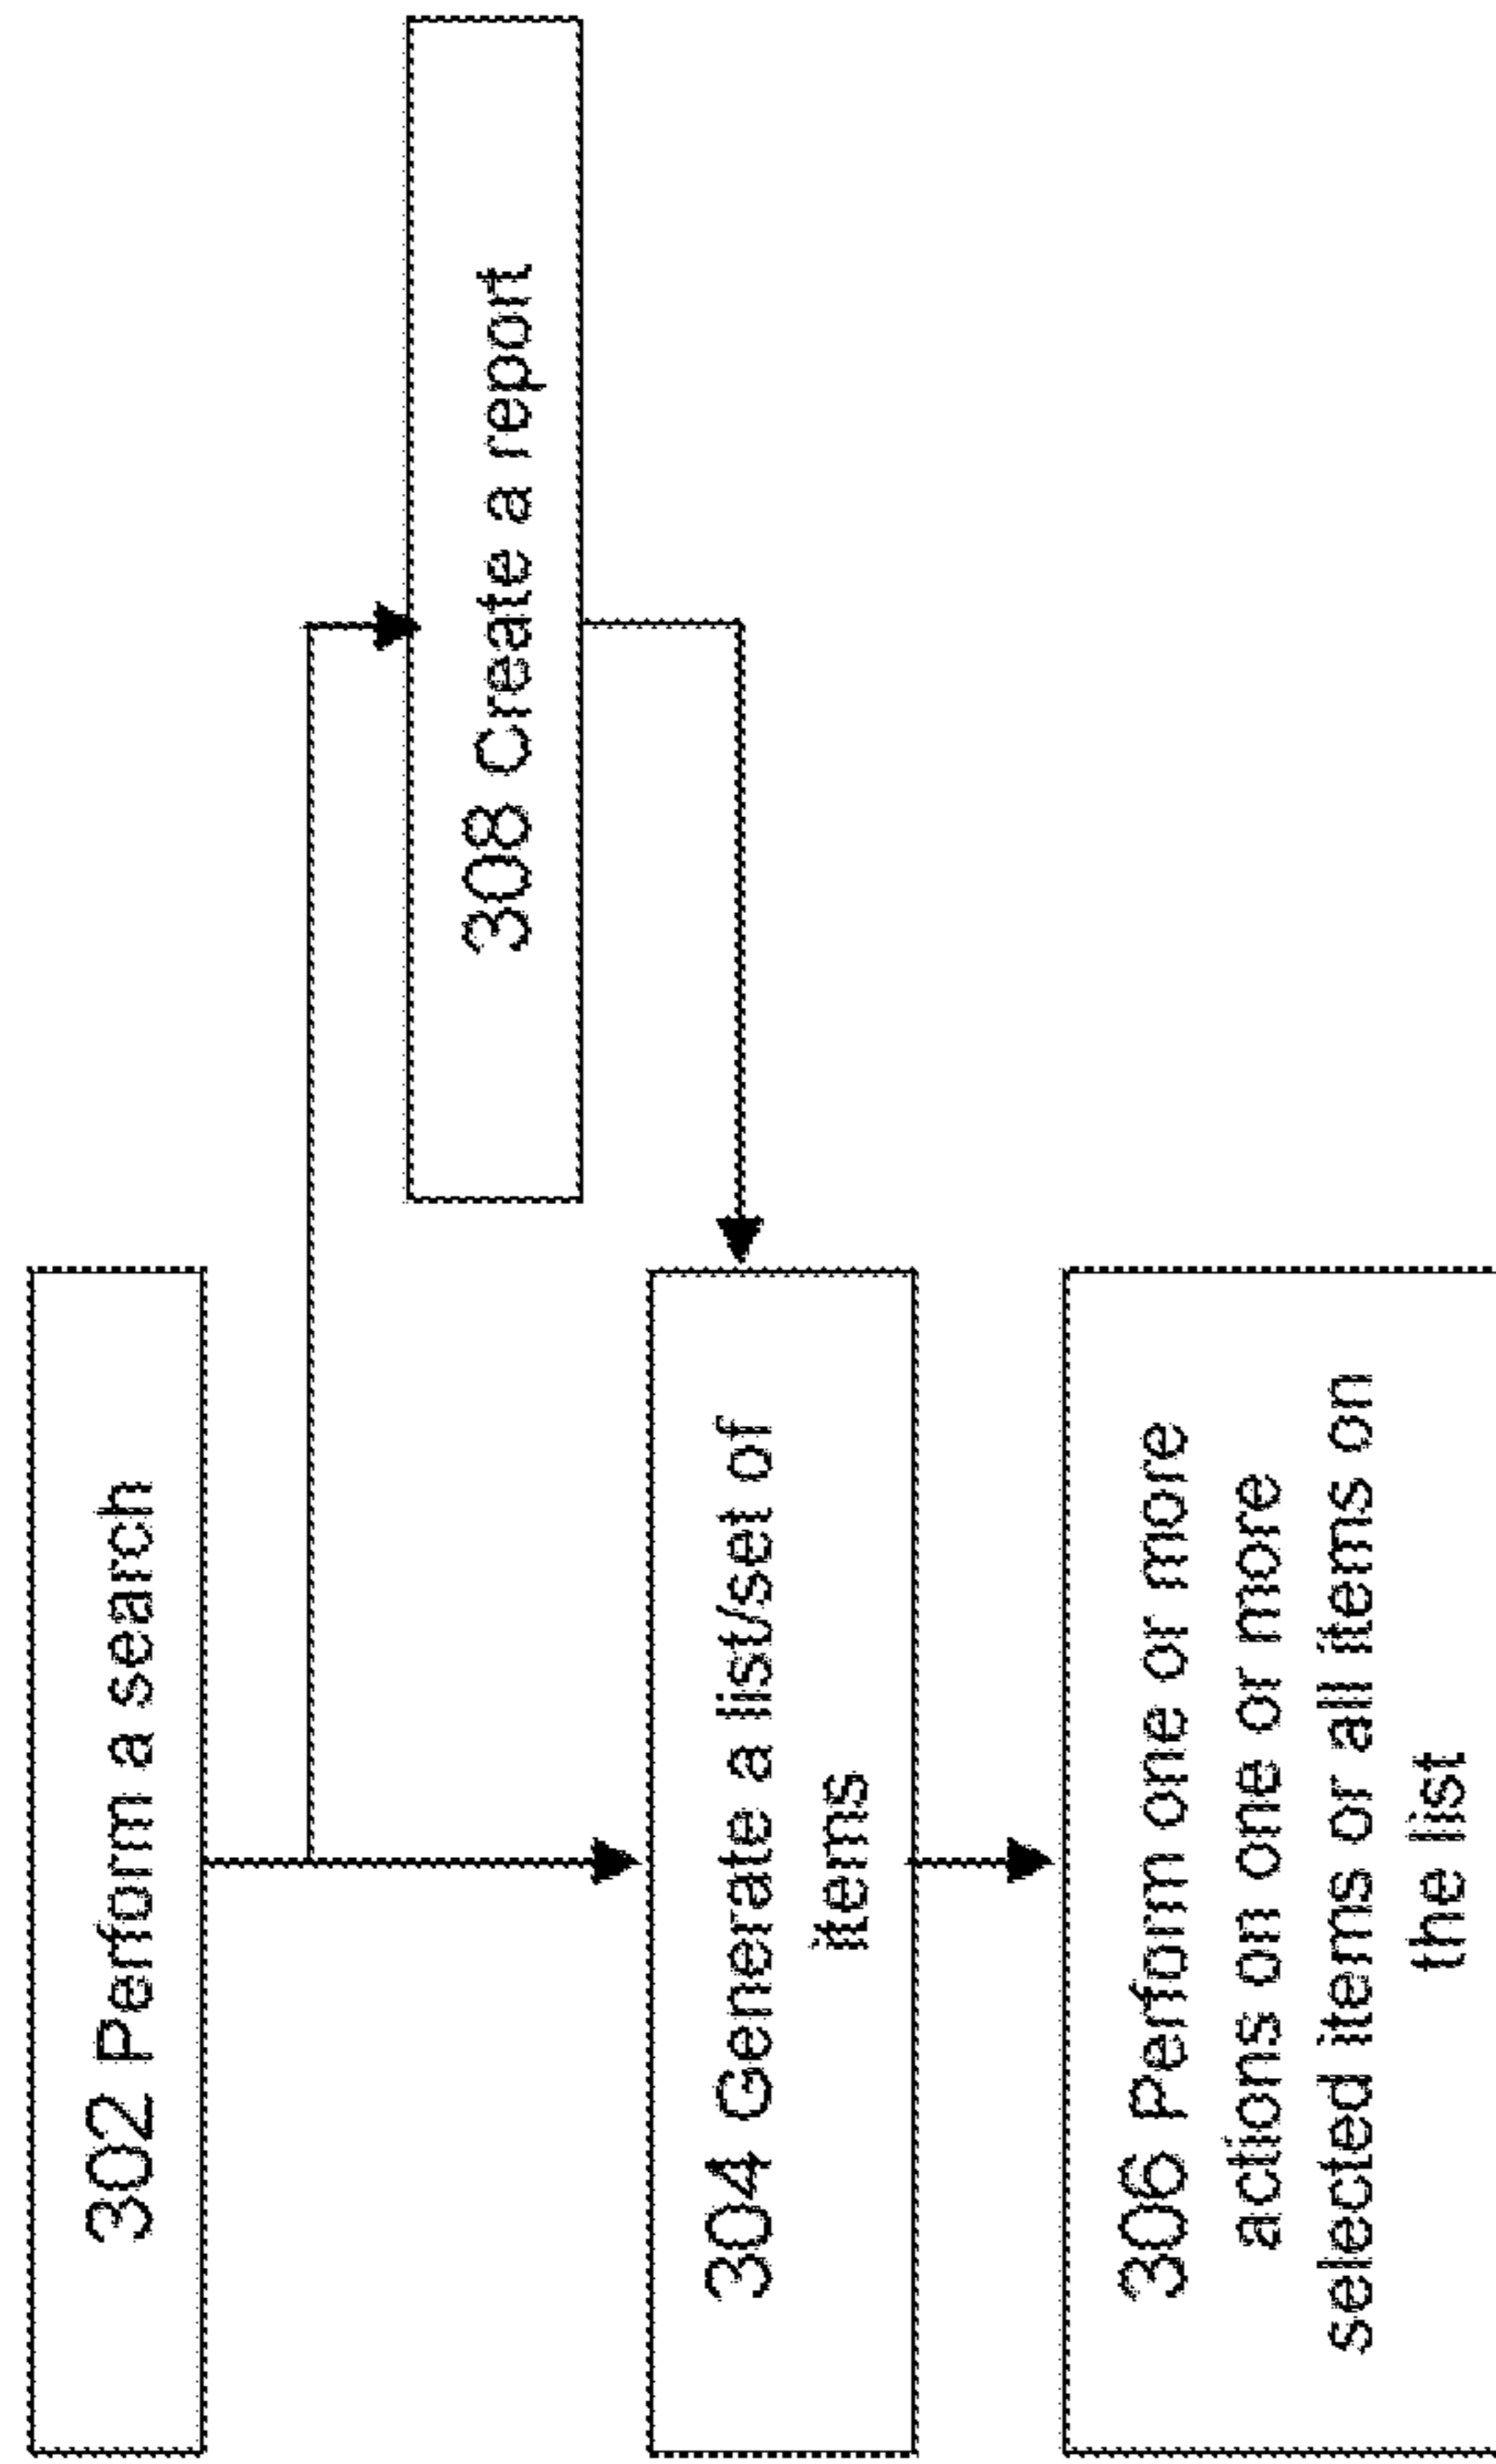 302 Perform a search
308 Create a report
304 Generate a list/set of
items
306 Perform one or more
actions on one or more
selected items or all items on
the list